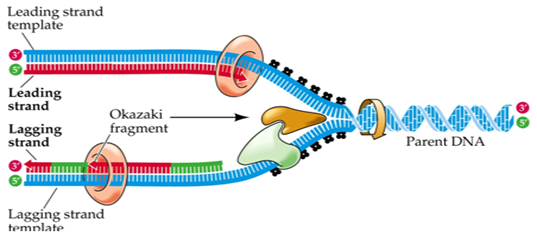 Leading strand
template
3'
5'
Leading
strand
Okazaki
fragment
Lagging
strand
3'
5'
Lagging strand
template
3'
5'
Parent DNA